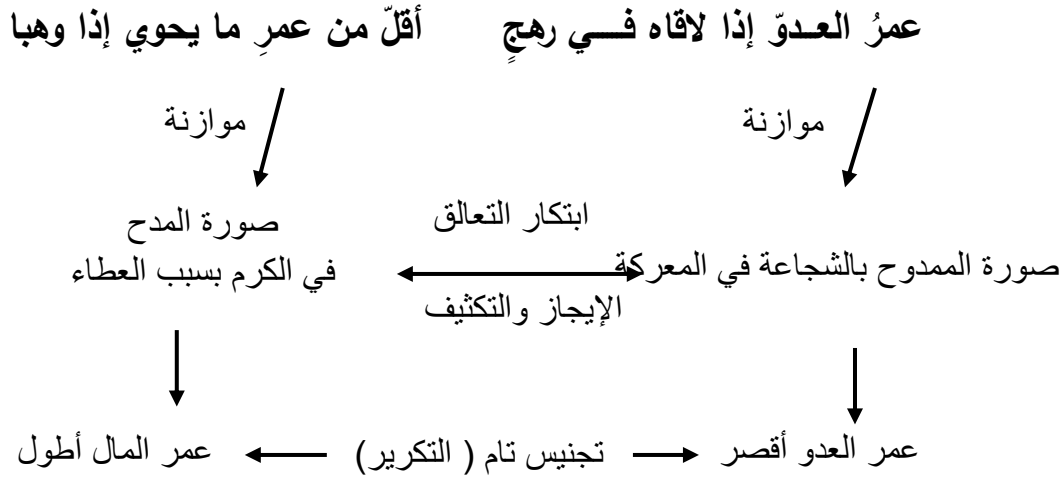 عمرُ العــدوّ إذا لاقاه فـــي رهجٍ أقلّ من عمرِ ما يحوي إذا وهبا
موازنة
موازنة
ابتكار التعالق
صورة المدح
صورة الممدوح بالشجاعة في المعركة
في الكرم بسبب العطاء
الإيجاز والتكثيف
عمر العدو أقصر
تجنيس تام ( التكرير)
عمر المال أطول